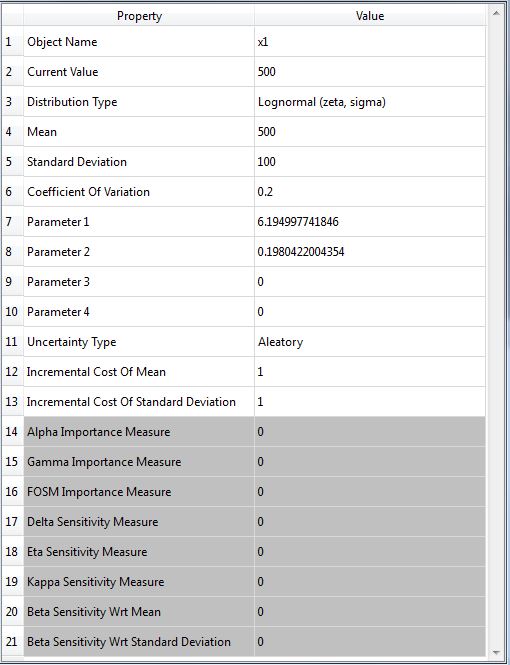 Property Value
1 Object Name x1
2 Current Value 500
3 Distribution Type Lognormal (zeta, sigma)
4 Mean 500
5 Standard Deviation 100
6 Coefficient Of Variation 0.2
7 Parameter 1 6.194997741846
8 Parameter 2 0.1980422004354
9 Parameter 3 0
10 Parameter 4 0
11 Uncertainty Type Aleatory
12 Incremental Cost Of Mean 1
13 Incremental Cost Of Standard Deviation 1
14 Alpha Importance Measure 0
15 Gamma Importance Measure 0
16 FOSM Importance Measure 0
17 Delta Sensitivity Measure 0
18 Eta Sensitivity Measure 0
19 Kappa Sensitivity Measure 0
20 Beta Sensitivity Wrt Mean 0
21 Beta Sensitivity Wrt Standard Deviation 0